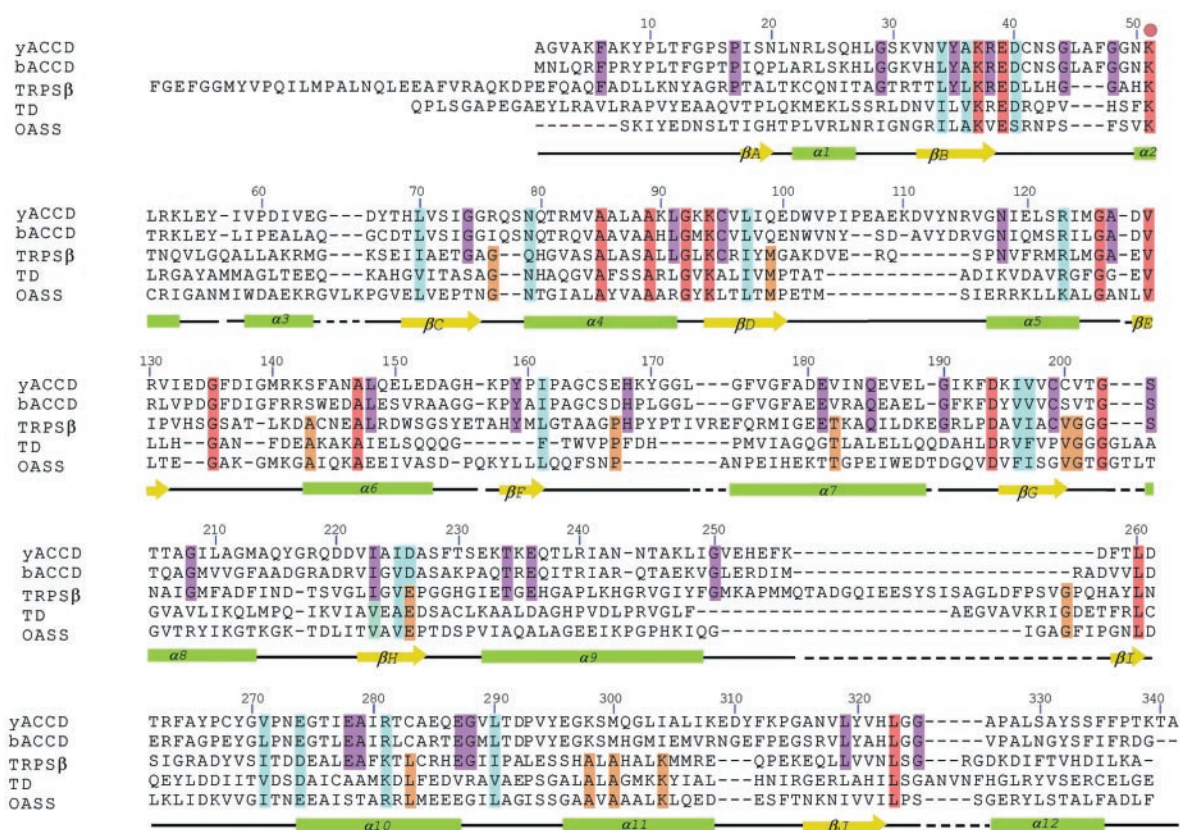 10 20 30 40 50
yACCD AGVAKFAKYPLTFGPSPISNLNRLSQHLGSKVNVYAKREDCNSGLAFGGNK
bACCD MNLQRFPRYPLTFGPTPIQPLARLSKHLGGKVHLYAKREDCNSGLAFGGNK
TRPSβ FGEFGGMYVPQILMPALNQLEEAFVRAQKDPEFQAQFADLLKNYAGRPTALTKCQNITAGTRTTLYLKREDLLHG---GAHK
TD QPLSGAPEGAEYLRAVLRAPVYEAAQVTPLQKMEKLSSRLDNVILVKREDRQPV---HSFK
OASS -------SKIYEDNSLTIGHTPLVRLNRIGNGRILAKVESRNPS---FSVK
βA α1 βB α2
60 70 80 90 100 110 120
yACCD LRKLEY-IVPDIVEG---DYTHLVSIGGRQSNQTRMVAALAAKLGKKCVLIQEDWVPIPEAEKDVYNRVGNIELSRIMGA-DV
bACCD TRKLEY-LIPEALAQ---GCDTLVSIGGIQSNQTRQVAAVAAHLGMKCVLVQENWVNY--SD-AVYDRVGNIQMSRILGA-DV
TRPSβ TNQVLGQALLAKRMG---KSEIIAETGAG--QHGVASALASALLGLKCRIYMGAKDVE-RQ----SPNVFRMRLMGA-EV
TD LRGAYAMMAGLTEEQ---KAHGVITASAG--NHAQGVAFSSARLGVKALIVMPTAT---------ADIKVDAVRGFGG-EV
OASS CRIGANMIWDAEKRGVLKPGVELVEPTNG--NTGIALAYVAAARGYKLTLTMPETM---------SIERRKLLKALGANLV
α3 βC α4 βD α5 βE
130 140 150 160 170 180 190 200
yACCD RVIEDGFDIGMRKSFANALQELEDAGH-KPYPIPAGCSEHKYGGL---GFVGFADEVINQEVEL-GIKFDKIVVCCVTG---S
bACCD RLVPDGFDIGFRRSWEDALESVRAAGG-KPYAIPAGCSDHPLGGL---GFVGFAEEVRAQEAEL-GFKFDYVVVCSVTG---S
TRPSβ IPVHSGSAT-LKDACNEALRDWSGSYETAHYMLGTAAGPHPYPTIVREFQRMIGEETKAQILDKEGRLPDAVIACVGGG---S
TD LLH--GAN--FDEAKAKAIELSQQQG----FTWVPPFDH----PMVIAGQGTLALELLQQDAHLDRVFVPVGGGGLAA
OASS LTE--GAK-GMKGAIQKAEEIVASD-PQKYLLLQQFSNP----ANPEIHEKTTGPEIWEDTDGQVDVFISGVGTGGTLT
α6 βF α7 βG
210 220 230 240 250 260
yACCD TTAGILAGMAQYGRQDDVIAIDASFTSEKTKEQTLRIAN-NTAKLIGVEHEFK---------------------------DFTLD
bACCD TQAGMVVGFAADGRADRVIGVDASAKPAQTREQITRIAR-QTAEKVGLERDIM-------------------------RADVVLD
TRPSβ NAIGMFADFIND-TSVGLIGVEPGGHGIETGEHGAPLKHGRVGIYFGMKAPMMQTADGQIEESYSISAGLDFPSVGPQHAYLN
TD GVAVLIKQLMPQ-IKVIAVEAEDSACLKAALDAGHPVDLPRVGLF----------------AEGVAVKRIGDETFRLC
OASS GVTRYIKGTKGK-TDLITVAVEPTDSPVIAQALAGEEIKPGPHKIQG----------------------IGAGFIPGNLD
α8 βH α9 βI
270 280 290 300 310 320 330 340
yACCD TRFAYPCYGVPNEGTIEAIRTCAEQEGVLTDPVYEGKSMQGLIALIKEDYFKPGANVLYVHLGG-----APALSAYSSFFPTKTA
bACCD ERFAGPEYGLPNEGTLEALRLCARTEGMLTDPVYEGKSMHGMIEMVRNGEFPEGSRVLYAHLGG-----VPALNGYSFIFRDG-
TRPSβ SIGRADYVSITDDEALEAFKTLCRHEGIIPALESSHALAHALKMMRE---QPEKEQLLVVNLSG---RGDKDIFTVHDILKA-
TD QEYLDDIITVDSDAICAAMKDLFEDVRAVAEPSGALALAGMKKYIAL---HNIRGERLAHILSGANVNFHGLRYVSERCELGE
OASS LKLIDKVVGITNEEAISTARRLMEEEGILAGISSGAAVAAALKLQED---ESFTNKNIVVILPS----SGERYLSTALFADLF
α10 α11 βJ α12